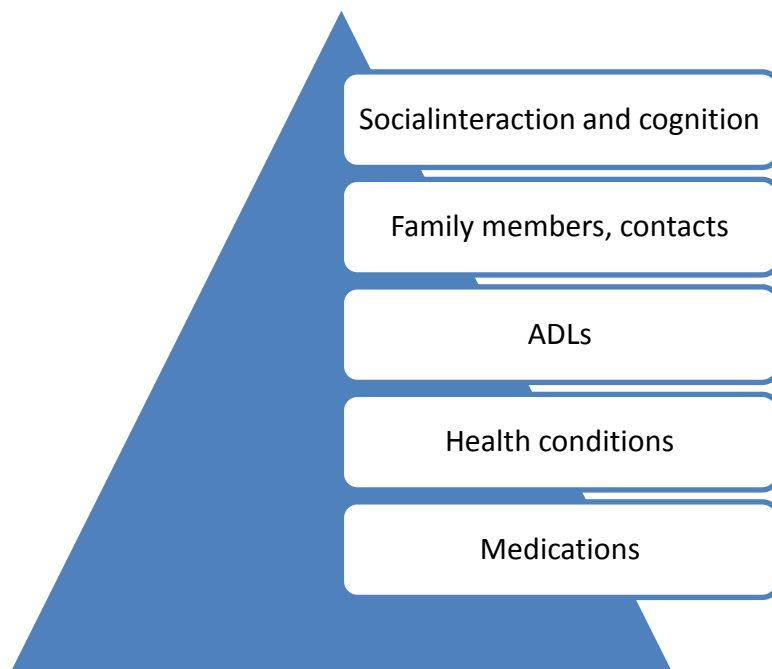 Socialinteraction and cognition
Family members, contacts
ADLs
Health conditions
Medications